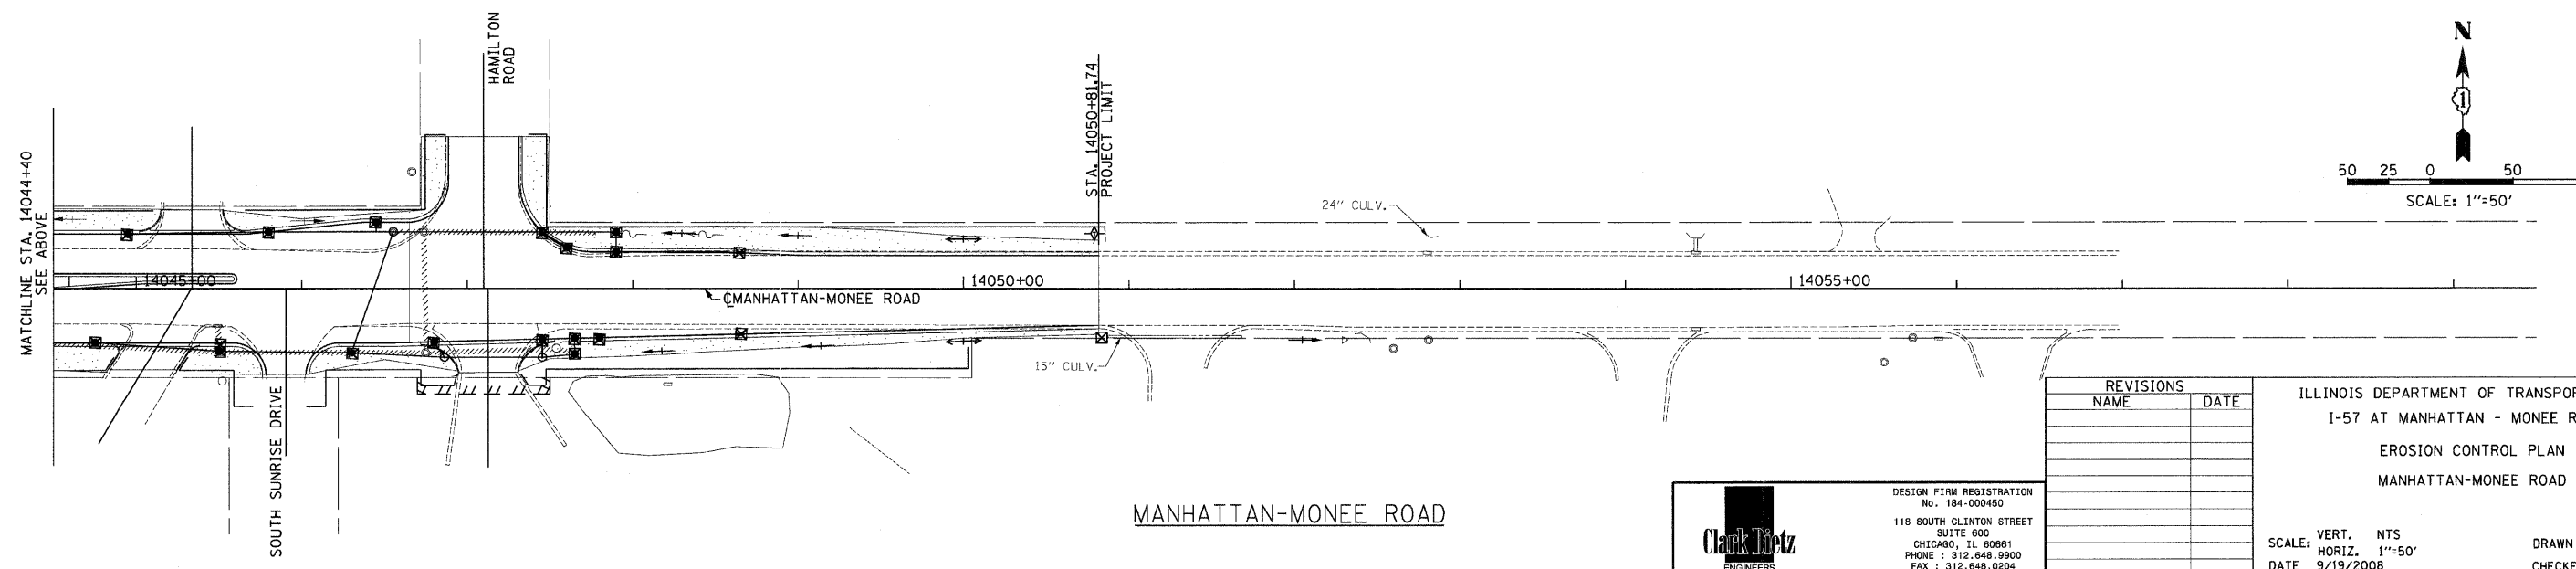 HAMILTON
ROAD
N
1
50 25 0 50
SCALE: 1"=50'
MATCHLINE STA. 14044+40
SEE ABOVE
STA. 14050+81.74
PROJECT LIMIT
24" CULV.
14045+00
14050+00
14055+00
℄MANHATTAN-MONEE ROAD
15" CULV.
SOUTH SUNRISE DRIVE
MANHATTAN-MONEE ROAD
Clark Dietz
ENGINEERS
DESIGN FIRM REGISTRATION
No. 184-000450
118 SOUTH CLINTON STREET
SUITE 600
CHICAGO, IL 60661
PHONE : 312.648.9900
FAX : 312.648.0204
REVISIONS
NAME DATE
ILLINOIS DEPARTMENT OF TRANSPOR
I-57 AT MANHATTAN - MONEE R
EROSION CONTROL PLAN
MANHATTAN-MONEE ROAD
SCALE: VERT. NTS
HORIZ. 1"=50'
DATE 9/19/2008
DRAWN
CHECKE